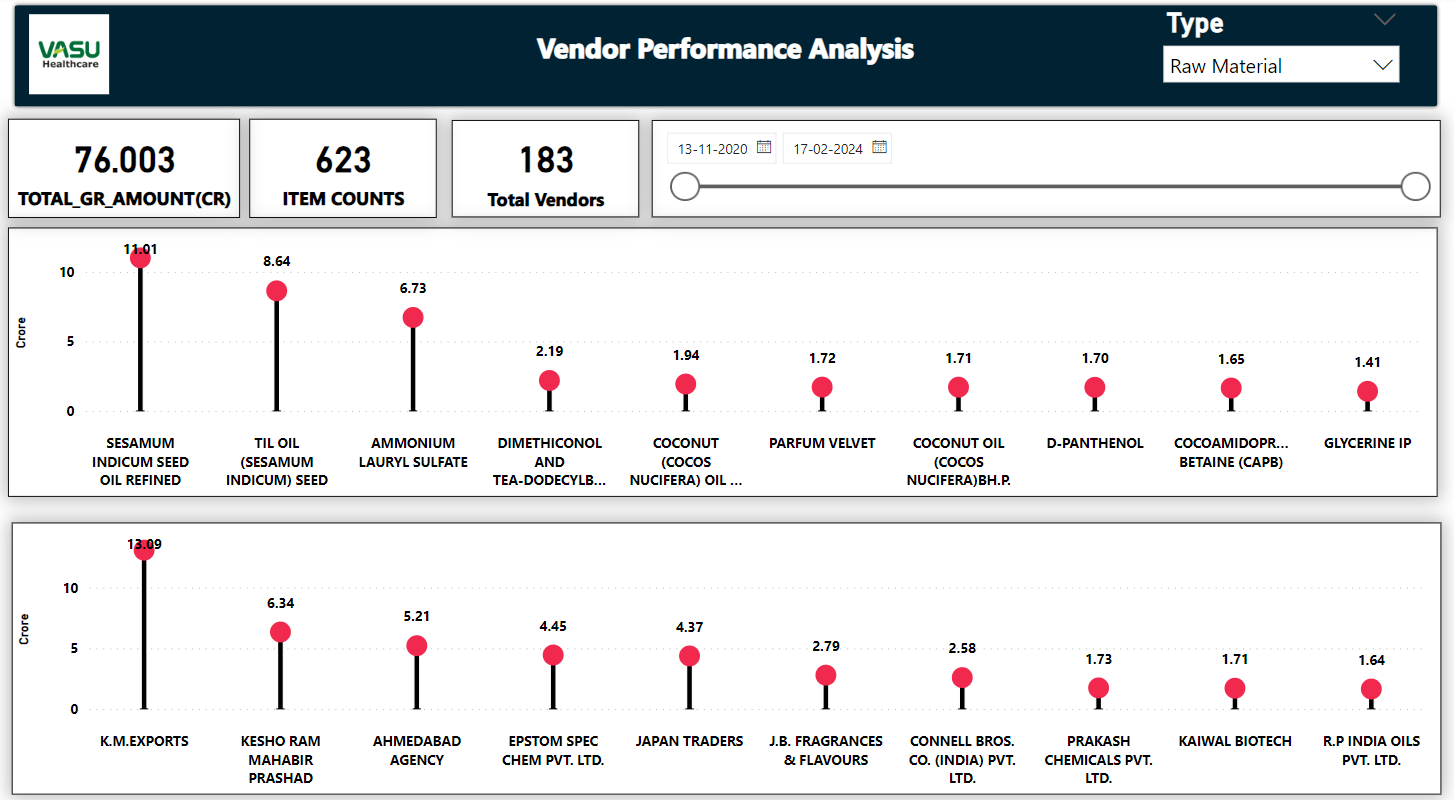 VASU
Healthcare
Vendor Performance Analysis
Type
Raw Material
76.003
TOTAL_GR_AMOUNT(CR)
623
ITEM COUNTS
183
Total Vendors
13-11-2020
17-02-2024
Crore
10
5
0
11.01
8.64
6.73
2.19
1.94
1.72
1.71
1.70
1.65
1.41
SESAMUM
INDICUM SEED
OIL REFINED
TIL OIL
(SESAMUM
INDICUM) SEED
AMMONIUM
LAURYL SULFATE
DIMETHICONOL
AND
TEA-DODECYLB...
COCONUT
(COCOS
NUCIFERA) OIL ...
PARFUM VELVET
COCONUT OIL
(COCOS
NUCIFERA)BH.P.
D-PANTHENOL
COCOAMIDOPR...
BETAINE (CAPB)
GLYCERINE IP
Crore
10
5
0
13.09
6.34
5.21
4.45
4.37
2.79
2.58
1.73
1.71
1.64
K.M.EXPORTS
KESHO RAM
MAHABIR
PRASHAD
AHMEDABAD
AGENCY
EPSTOM SPEC
CHEM PVT. LTD.
JAPAN TRADERS
J.B. FRAGRANCES
& FLAVOURS
CONNELL BROS.
CO. (INDIA) PVT.
LTD.
PRAKASH
CHEMICALS PVT.
LTD.
KAIWAL BIOTECH
R.P INDIA OILS
PVT. LTD.